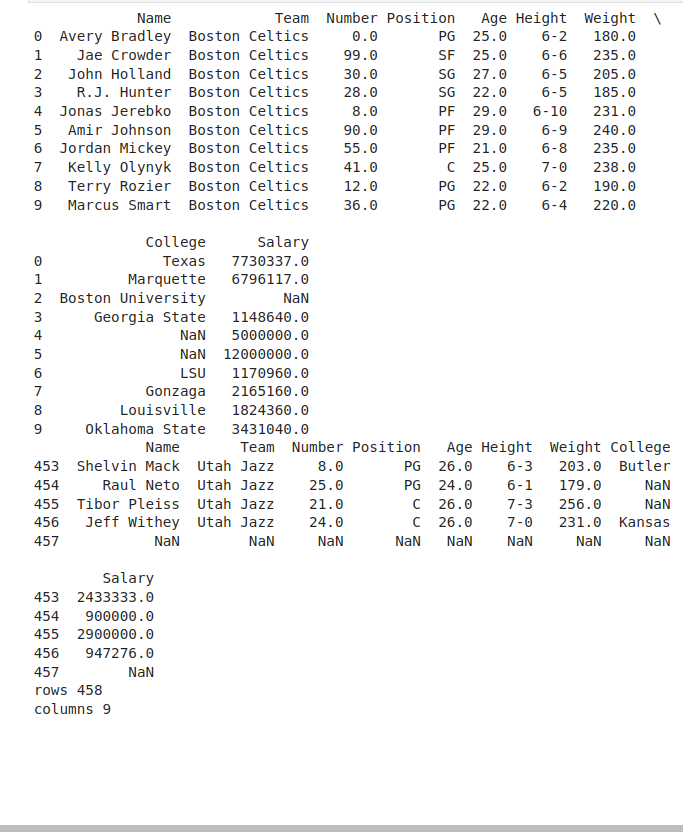 Name            Team  Number Position   Age Height  Weight  \
0  Avery Bradley  Boston Celtics     0.0       PG  25.0    6-2   180.0
1    Jae Crowder  Boston Celtics    99.0       SF  25.0    6-6   235.0
2   John Holland  Boston Celtics    30.0       SG  27.0    6-5   205.0
3    R.J. Hunter  Boston Celtics    28.0       SG  22.0    6-5   185.0
4  Jonas Jerebko  Boston Celtics     8.0       PF  29.0   6-10   231.0
5   Amir Johnson  Boston Celtics    90.0       PF  29.0    6-9   240.0
6  Jordan Mickey  Boston Celtics    55.0       PF  21.0    6-8   235.0
7   Kelly Olynyk  Boston Celtics    41.0        C  25.0    7-0   238.0
8   Terry Rozier  Boston Celtics    12.0       PG  22.0    6-2   190.0
9   Marcus Smart  Boston Celtics    36.0       PG  22.0    6-4   220.0

             College      Salary
0              Texas   7730337.0
1          Marquette   6796117.0
2  Boston University         NaN
3      Georgia State   1148640.0
4                NaN   5000000.0
5                NaN  12000000.0
6                LSU   1170960.0
7            Gonzaga   2165160.0
8         Louisville   1824360.0
9     Oklahoma State   3431040.0
             Name       Team  Number Position   Age Height  Weight College
453  Shelvin Mack  Utah Jazz     8.0       PG  26.0    6-3   203.0  Butler
454     Raul Neto  Utah Jazz    25.0       PG  24.0    6-1   179.0     NaN
455  Tibor Pleiss  Utah Jazz    21.0        C  26.0    7-3   256.0     NaN
456   Jeff Withey  Utah Jazz    24.0        C  26.0    7-0   231.0  Kansas
457           NaN        NaN     NaN      NaN   NaN    NaN     NaN     NaN

        Salary
453  2433333.0
454   900000.0
455  2900000.0
456   947276.0
457        NaN
rows 458
columns 9